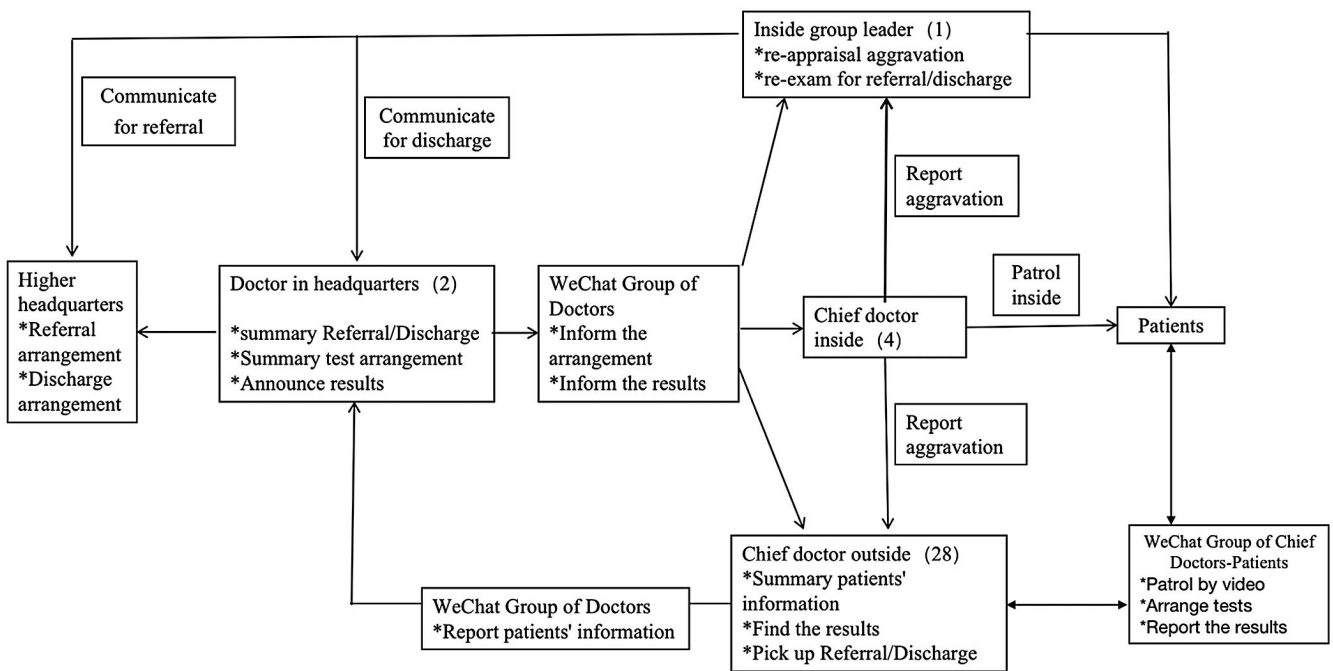 Inside group leader （1）
*re-appraisal aggravation
*re-exam for referral/discharge
Communicate
for referral
Communicate
for discharge
Report
aggravation
Higher
headquarters
*Referral
arrangement
*Discharge
arrangement
Doctor in headquarters （2）
*summary Referral/Discharge
*Summary test arrangement
*Announce results
WeChat Group of
Doctors
*Inform the
arrangement
*Inform the results
Chief doctor
inside （4）
Patrol
inside
Patients
Report
aggravation
Chief doctor outside （28）
*Summary patients'
information
*Find the results
*Pick up Referral/Discharge
WeChat Group of Doctors
*Report patients' information
WeChat Group of Chief
Doctors-Patients
*Patrol by video
*Arrange tests
*Report the results